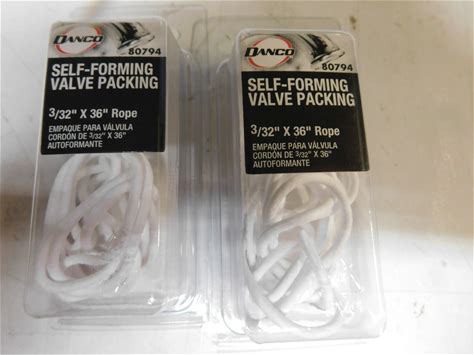 DANCO
80794
SELF-FORMING
VALVE PACKING
3/32" X 36" Rope
EMPAQUE PARA VÁLVULA
CORDÓN DE 3/32" X 36"
AUTOFORMANTE
DANCO
80794
SELF-FORMING
VALVE PACKING
3/32" X 36" Rope
EMPAQUE PARA VÁLVULA
CORDÓN DE 3/32" X 36"
AUTOFORMANTE